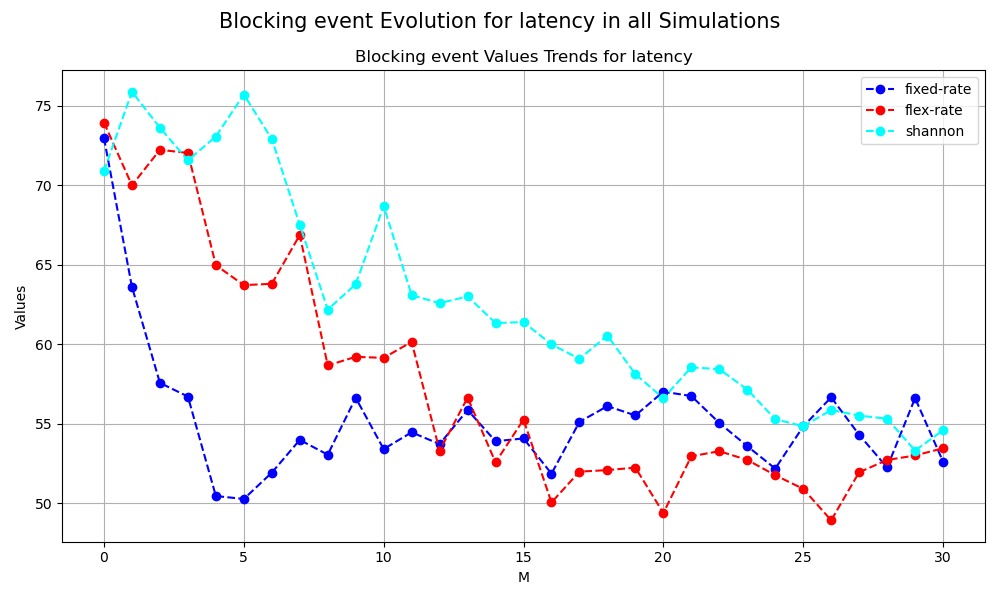 Blocking event Evolution for latency in all Simulations
Blocking event Values Trends for latency
fixed-rate
flex-rate
shannon
75
70
65
60
55
50
Values
0 5 10 15 20 25 30
M